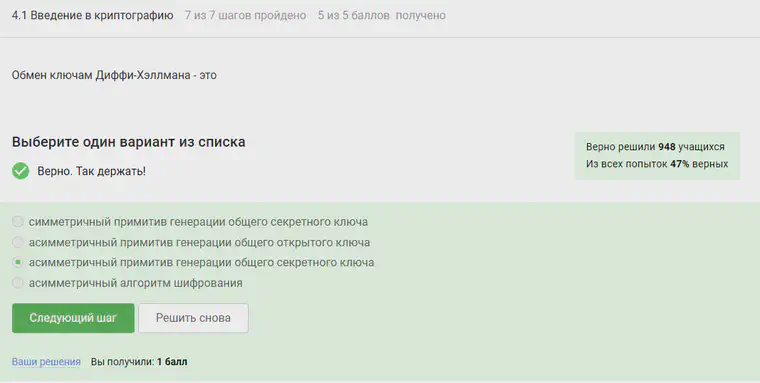 4.1 Введение в криптографию 7 из 7 шагов пройдено 5 из 5 баллов получено
Обмен ключам Диффи-Хэллмана - это
Выберите один вариант из списка
Верно. Так держать!
Верно решили 948 учащихся
Из всех попыток 47% верных
симметричный примитив генерации общего секретного ключа
асимметричный примитив генерации общего открытого ключа
асимметричный примитив генерации общего секретного ключа
асимметричный алгоритм шифрования
Следующий шаг Решить снова
Ваши решения Вы получили: 1 балл